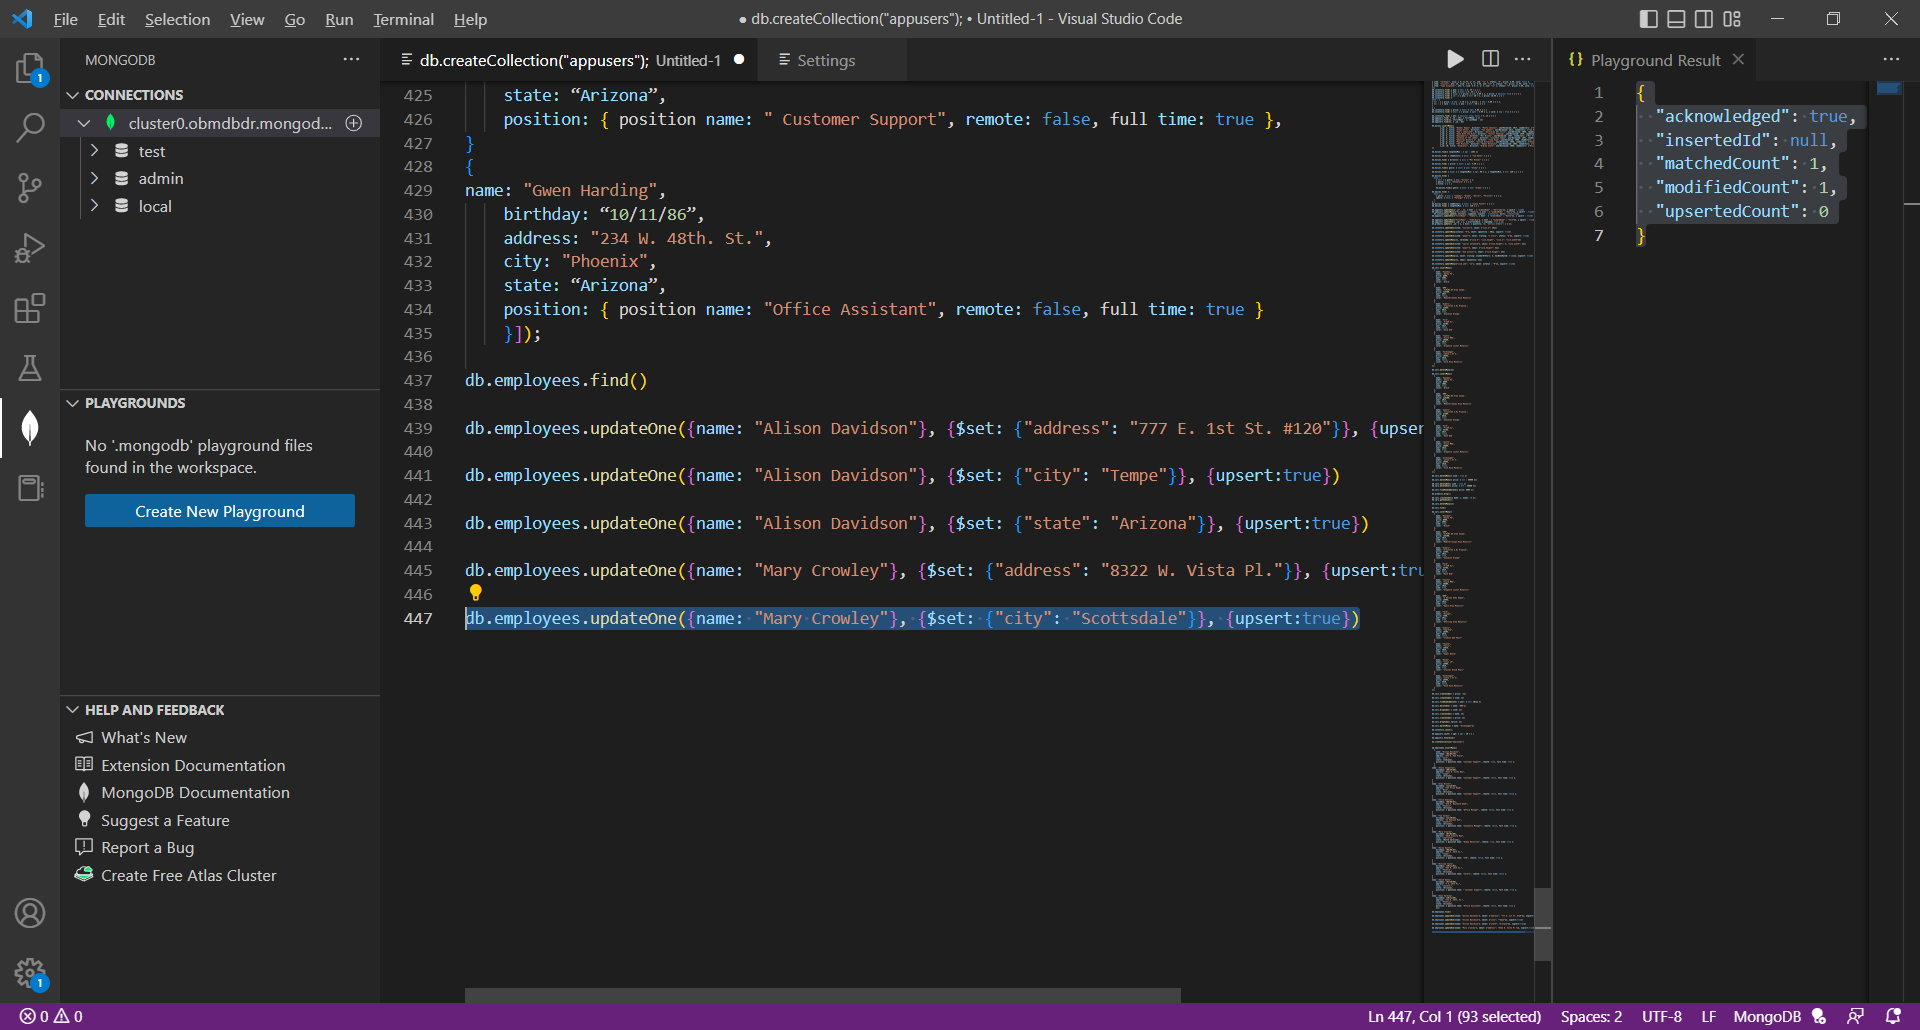 File Edit Selection View Go Run Terminal Help
● db.createCollection("appusers"); • Untitled-1 - Visual Studio Code
MONGODB
CONNECTIONS
cluster0.obmdbdr.mongod...
test
admin
local
PLAYGROUNDS
No '.mongodb' playground files
found in the workspace.
Create New Playground
HELP AND FEEDBACK
What's New
Extension Documentation
MongoDB Documentation
Suggest a Feature
Report a Bug
Create Free Atlas Cluster
1
1
db.createCollection("appusers"); Untitled-1 ●
Settings
425 state: “Arizona”,
426 position: { position name: " Customer Support", remote: false, full time: true },
427 }
428 {
429 name: "Gwen Harding",
430 birthday: “10/11/86”,
431 address: "234 W. 48th. St.",
432 city: "Phoenix",
433 state: “Arizona”,
434 position: { position name: "Office Assistant", remote: false, full time: true }
435 }]);
436
437 db.employees.find()
438
439 db.employees.updateOne({name: "Alison Davidson"}, {$set: {"address": "777 E. 1st St. #120"}}, {upser
440
441 db.employees.updateOne({name: "Alison Davidson"}, {$set: {"city": "Tempe"}}, {upsert:true})
442
443 db.employees.updateOne({name: "Alison Davidson"}, {$set: {"state": "Arizona"}}, {upsert:true})
444
445 db.employees.updateOne({name: "Mary Crowley"}, {$set: {"address": "8322 W. Vista Pl."}}, {upsert:tru
446
447 db.employees.updateOne({name: "Mary Crowley"}, {$set: {"city": "Scottsdale"}}, {upsert:true})
{} Playground Result
1 {
2 "acknowledged": true,
3 "insertedId": null,
4 "matchedCount": 1,
5 "modifiedCount": 1,
6 "upsertedCount": 0
7 }
0 0
Ln 447, Col 1 (93 selected) Spaces: 2 UTF-8 LF MongoDB